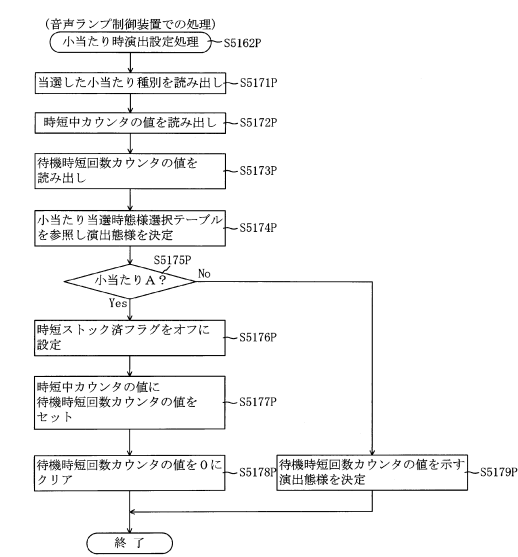 (音声ランプ制御装置での処理)
小当たり時演出設定処理
S5162P
当選した小当たり種別を読み出し
S5171P
時短中カウンタの値を読み出し
S5172P
待機時短回数カウンタの値を
読み出し
S5173P
小当たり当選時態様選択テーブル
を参照し演出態様を決定
S5174P
S5175P
小当たりA?
No
Yes
時短ストック済フラグをオフに
設定
S5176P
時短中カウンタの値に
待機時短回数カウンタの値を
セット
S5177P
待機時短回数カウンタの値を0に
クリア
S5178P
待機時短回数カウンタの値を示す
演出態様を決定
S5179P
終了